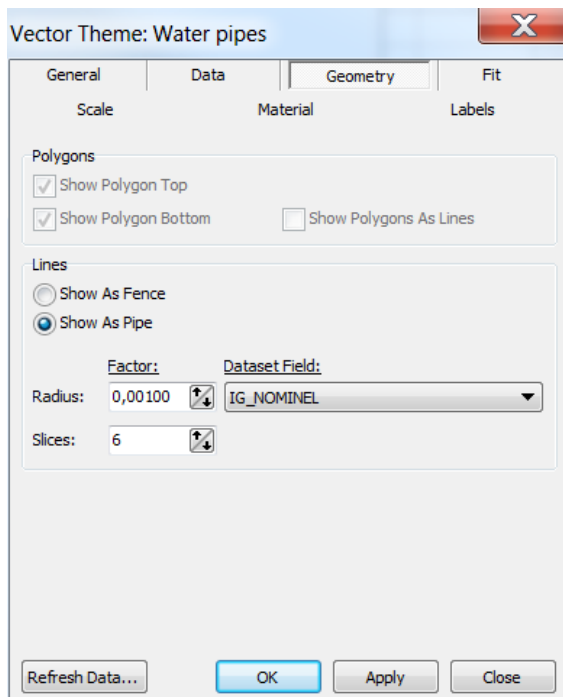 Vector Theme: Water pipes
General Data Geometry Fit
Scale Material Labels
Polygons
Show Polygon Top
Show Polygon Bottom Show Polygons As Lines
Lines
Show As Fence
Show As Pipe
Factor: Dataset Field:
Radius: 0,00100 IG_NOMINEL
Slices: 6
Refresh Data... OK Apply Close